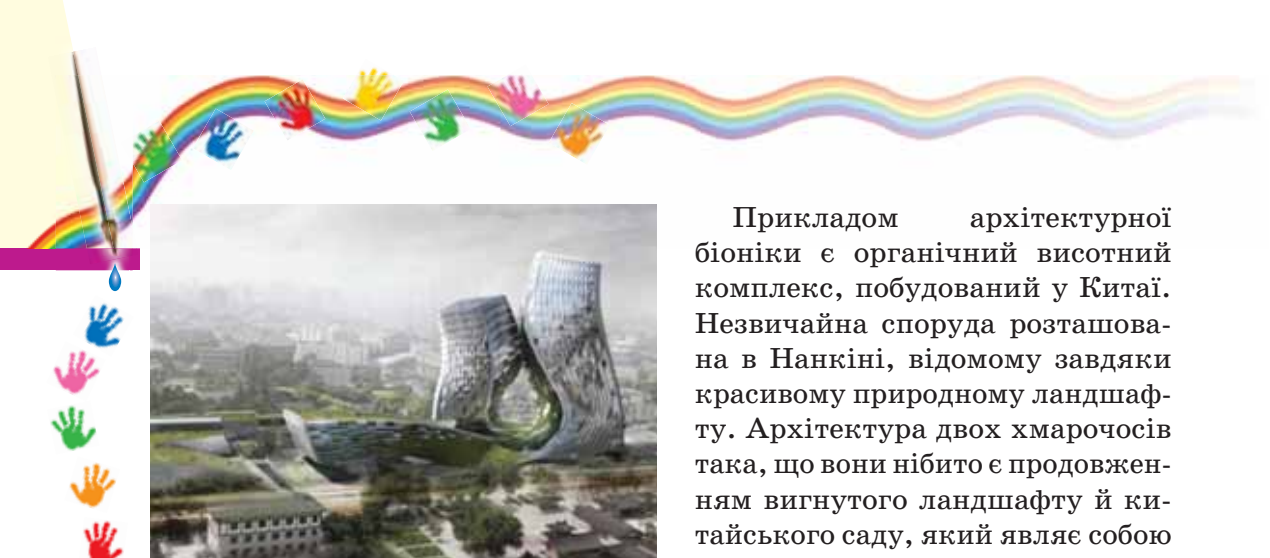 Прикладом архітектурної
біоніки є органічний висотний
комплекс, побудований у Китаї.
Незвичайна споруда розташова-
на в Нанкіні, відомому завдяки
красивому природному ландшаф-
ту. Архітектура двох хмарочосів
така, що вони нібито є продовжен-
ням вигнутого ландшафту й ки-
тайського саду, який являє собою